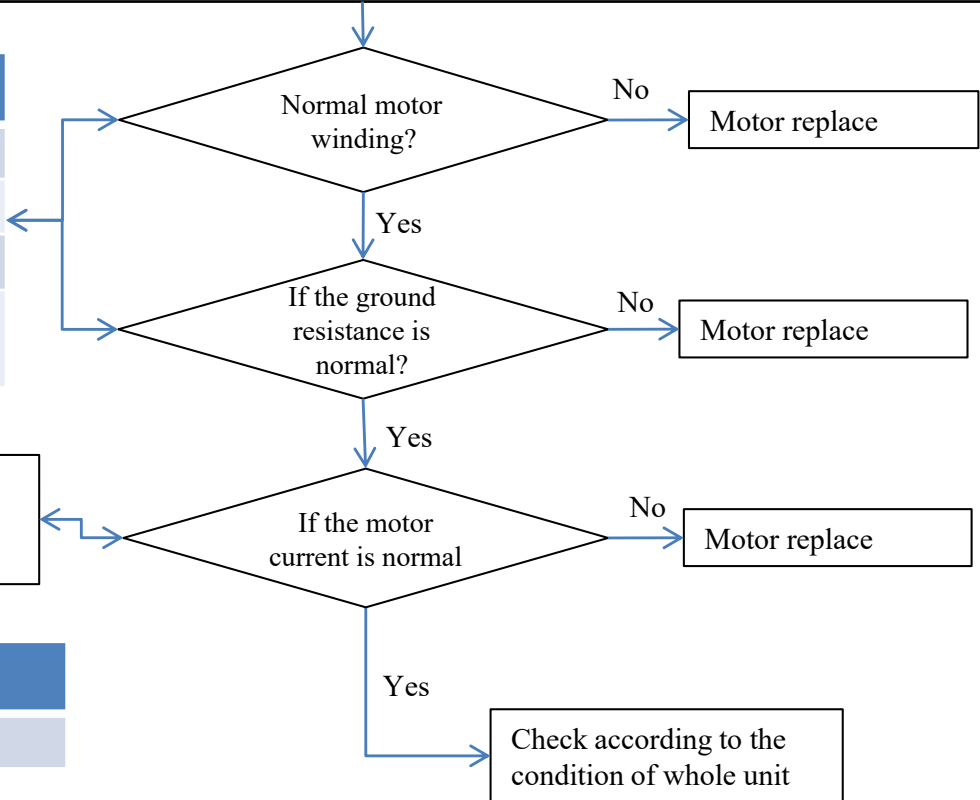 Normal motor
winding?
No
Motor replace
Yes
If the ground
resistance is
normal?
No
Motor replace
Yes
If the motor
current is normal
No
Motor replace
Yes
Check according to the
condition of whole unit